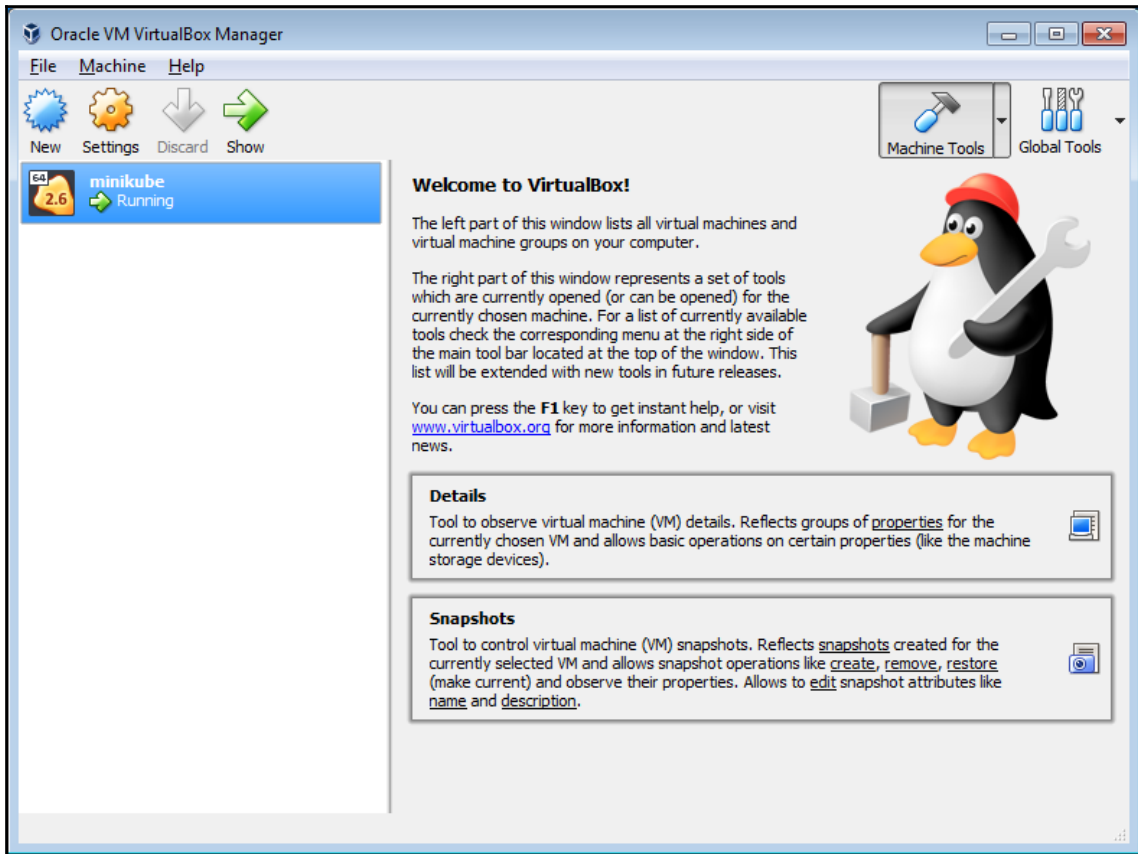 Oracle VM VirtualBox Manager
File Machine Help
New Settings Discard Show
Machine Tools Global Tools
64
2.6
minikube
Running
Welcome to VirtualBox!
The left part of this window lists all virtual machines and
virtual machine groups on your computer.
The right part of this window represents a set of tools
which are currently opened (or can be opened) for the
currently chosen machine. For a list of currently available
tools check the corresponding menu at the right side of
the main tool bar located at the top of the window. This
list will be extended with new tools in future releases.
You can press the F1 key to get instant help, or visit
www.virtualbox.org for more information and latest
news.
Details
Tool to observe virtual machine (VM) details. Reflects groups of properties for the
currently chosen VM and allows basic operations on certain properties (like the machine
storage devices).
Snapshots
Tool to control virtual machine (VM) snapshots. Reflects snapshots created for the
currently selected VM and allows snapshot operations like create, remove, restore
(make current) and observe their properties. Allows to edit snapshot attributes like
name and description.